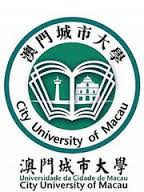 澳門城市大學
City University of Macau
澳門城市大學
Universidade da Cidade de Macau
City University of Macau